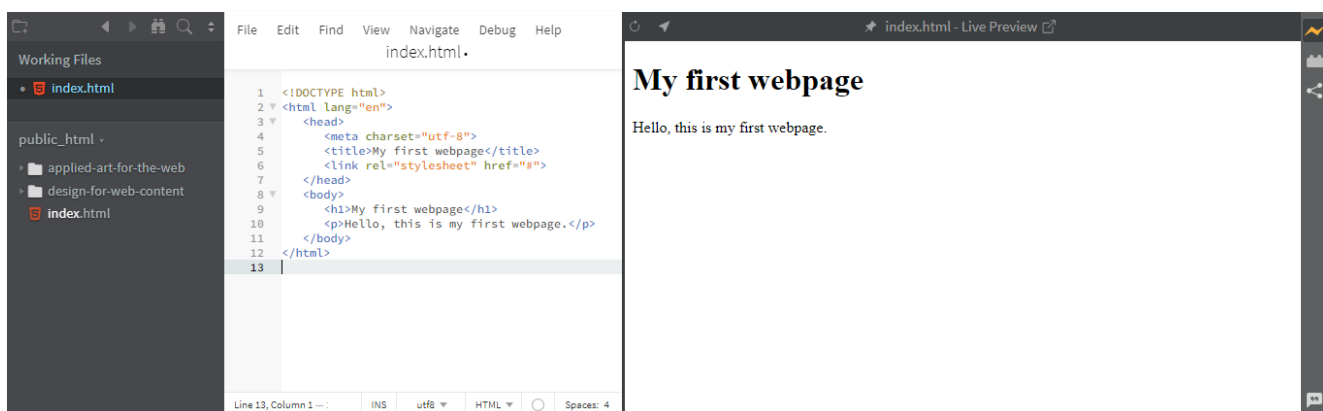 Working Files
index.html
public_html
applied-art-for-the-web
design-for-web-content
index.html
File Edit Find View Navigate Debug Help
index.html •
1 <!DOCTYPE html>
2 <html lang="en">
3 <head>
4 <meta charset="utf-8">
5 <title>My first webpage</title>
6 <link rel="stylesheet" href="#">
7 </head>
8 <body>
9 <h1>My first webpage</h1>
10 <p>Hello, this is my first webpage.</p>
11 </body>
12 </html>
13
Line 13, Column 1 — INS utf8 HTML Spaces: 4
index.html - Live Preview
My first webpage
Hello, this is my first webpage.